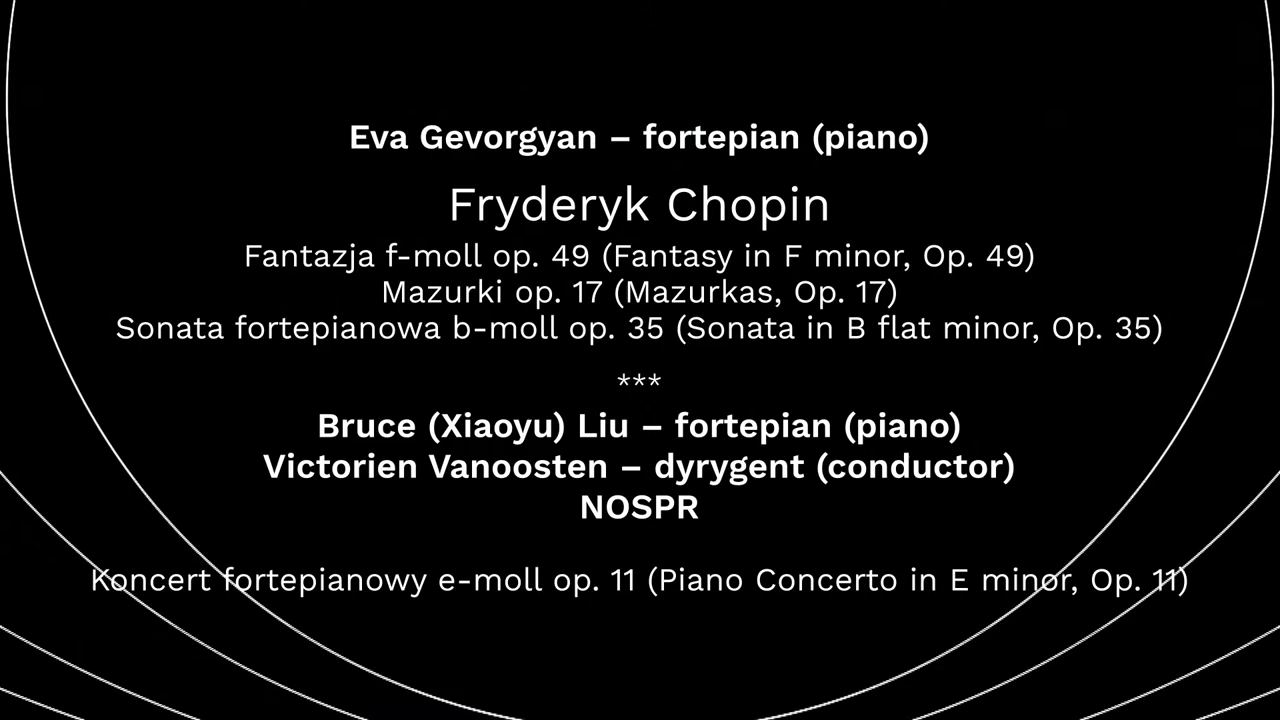 Eva Gevorgyan – fortepian (piano)
Fryderyk Chopin
Fantazja f-moll op. 49 (Fantasy in F minor, Op. 49)
Mazurki op. 17 (Mazurkas, Op. 17)
Sonata fortepianowa b-moll op. 35 (Sonata in B flat minor, Op. 35)
***
Bruce (Xiaoyu) Liu – fortepian (piano)
Victorien Vanoosten – dyrygent (conductor)
NOSPR
Koncert fortepianowy e-moll op. 11 (Piano Concerto in E minor, Op. 11)